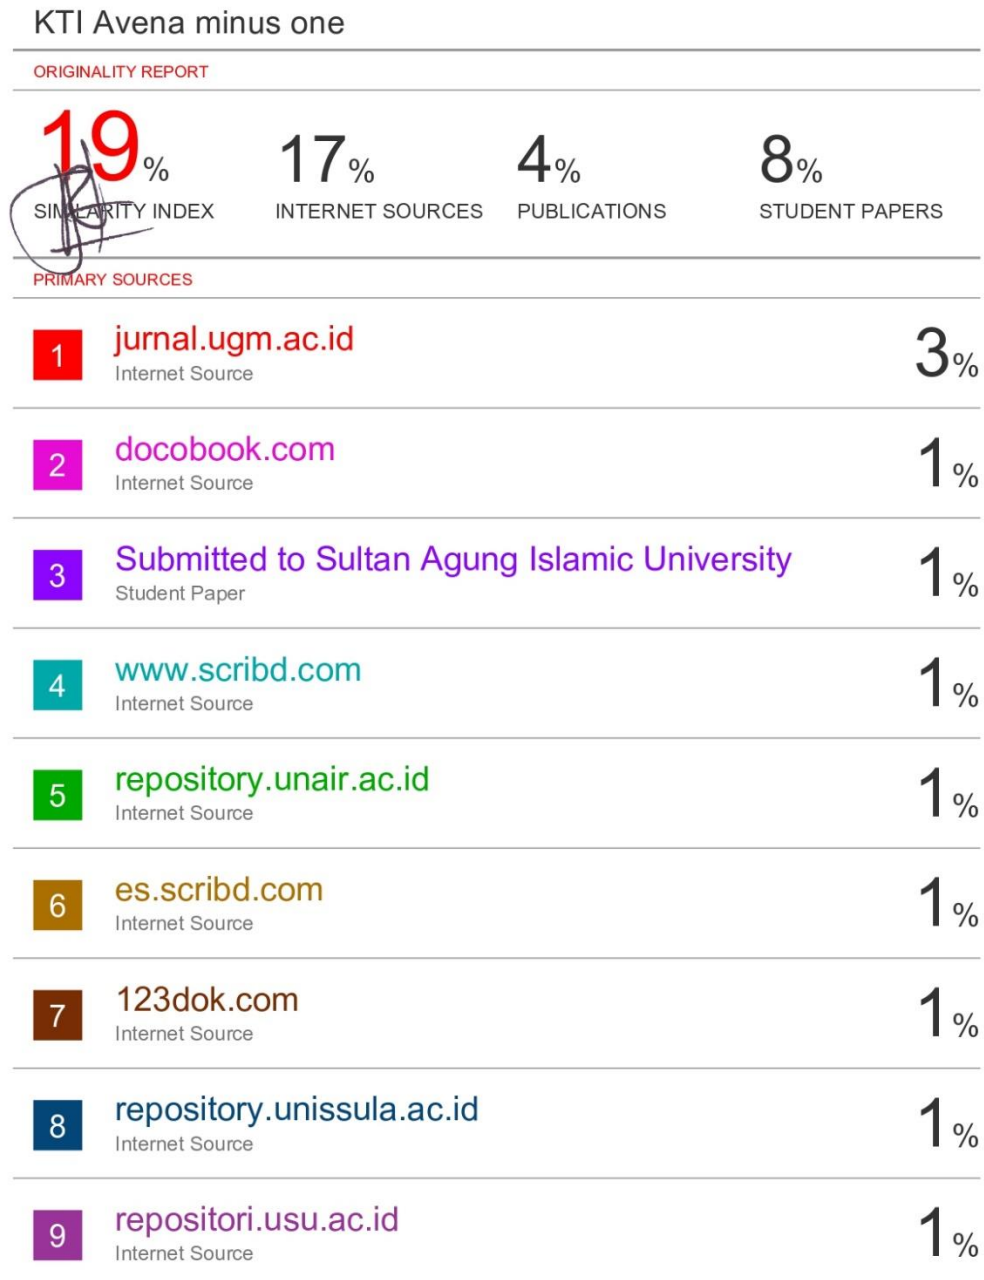 KTI Avena minus one
ORIGINALITY REPORT
19% 17% 4% 8%
SIMILARITY INDEX INTERNET SOURCES PUBLICATIONS STUDENT PAPERS
PRIMARY SOURCES
1 jurnal.ugm.ac.id 3%
Internet Source
2 docobook.com 1%
Internet Source
3 Submitted to Sultan Agung Islamic University 1%
Student Paper
4 www.scribd.com 1%
Internet Source
5 repository.unair.ac.id 1%
Internet Source
6 es.scribd.com 1%
Internet Source
7 123dok.com 1%
Internet Source
8 repository.unissula.ac.id 1%
Internet Source
9 repositori.usu.ac.id 1%
Internet Source